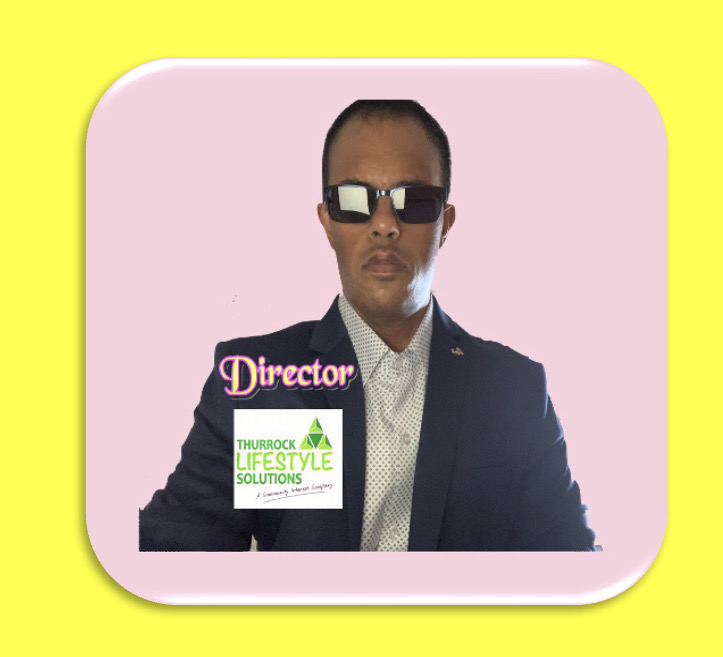 Director
THURROCK
LIFESTYLE
SOLUTIONS
A Community Interest Company